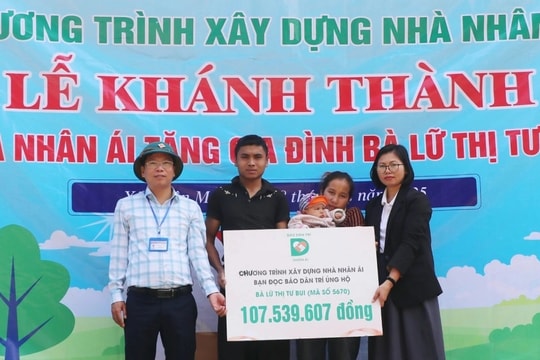 ƯƠNG TRÌNH XÂY DỰNG NHÀ NHÂN
LỄ KHÁNH THÀNH
À NHÂN ÁI TẶNG GIA ĐÌNH BÀ LỮ THỊ TƯ
CHƯƠNG TRÌNH XÂY DỰNG NHÀ NHÂN ÁI
BẠN ĐỌC BÁO DÂN TRÍ ỦNG HỘ
BÀ LỮ THỊ TƯ BUI (MÃ SỐ 5670)
107.539.607 đồng